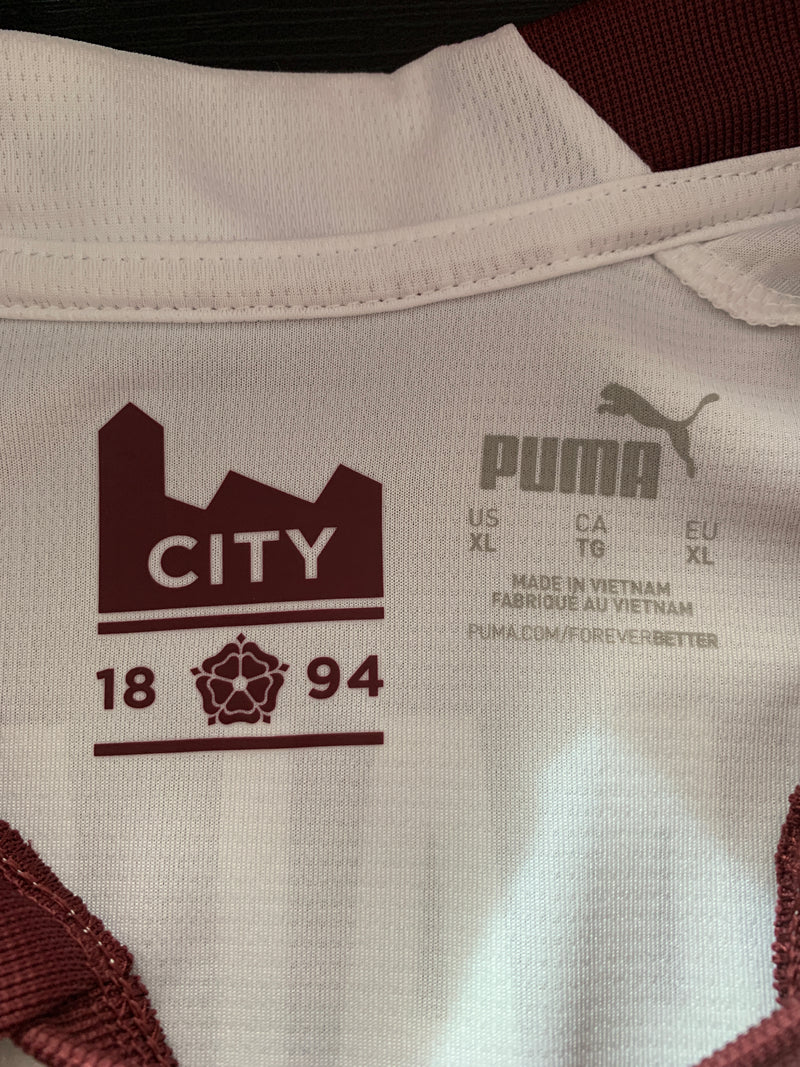 CITY
18 94
PUMA
US CA EU
XL TG XL
MADE IN VIETNAM
FABRIQUÉ AU VIETNAM
PUMA.COM/FOREVERBETTER